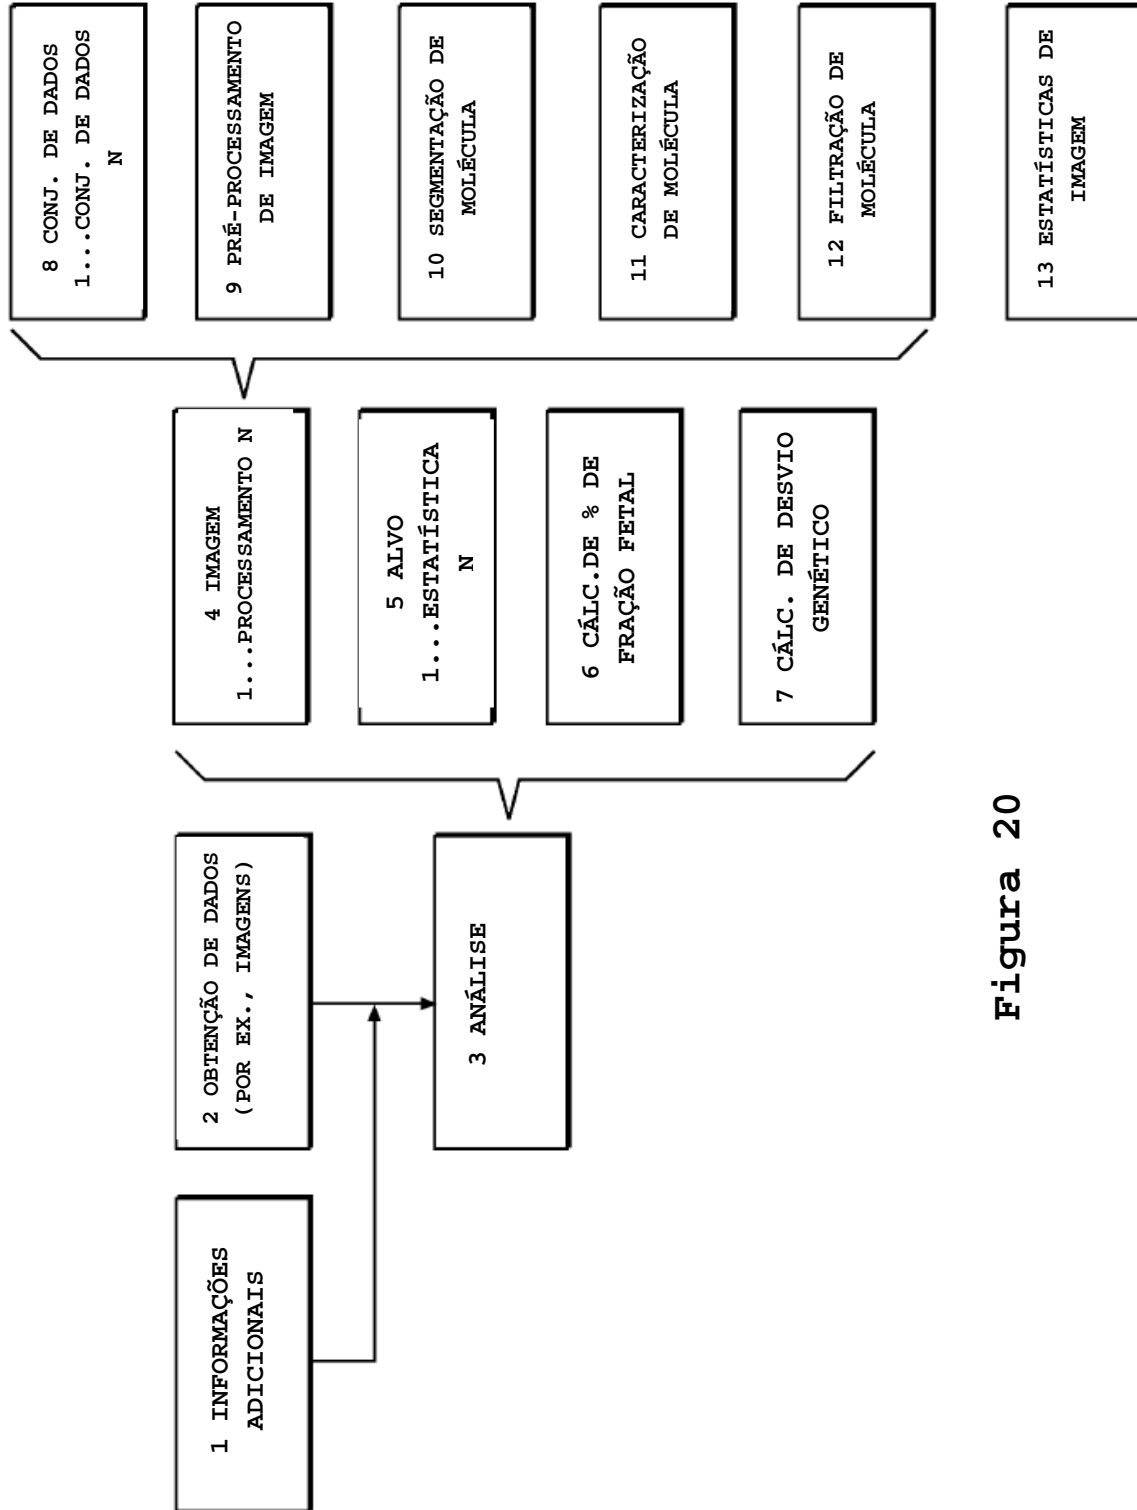 1 INFORMAÇÕES
ADICIONAIS
2 OBTENÇÃO DE DADOS
(POR EX., IMAGENS)
3 ANÁLISE
4 IMAGEM
1...PROCESSAMENTO N
5 ALVO
1...ESTATÍSTICA
N
6 CÁLC.DE % DE
FRAÇÃO FETAL
7 CÁLC. DE DESVIO
GENÉTICO
8 CONJ. DE DADOS
1...CONJ. DE DADOS
N
9 PRÉ-PROCESSAMENTO
DE IMAGEM
10 SEGMENTAÇÃO DE
MOLÉCULA
11 CARACTERIZAÇÃO
DE MOLÉCULA
12 FILTRAÇÃO DE
MOLÉCULA
13 ESTATÍSTICAS DE
IMAGEM
Figura 20